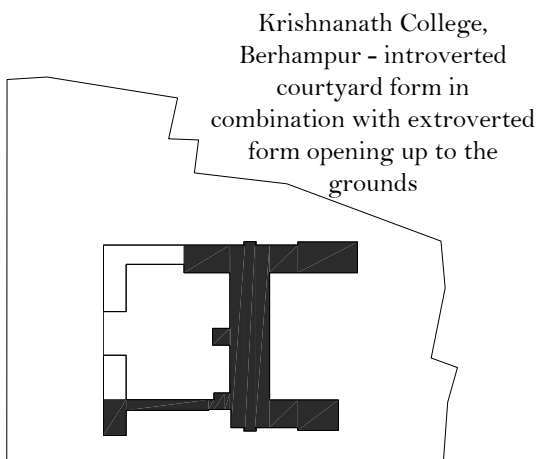 Krishnanath College,
Berhampur - introverted
courtyard form in
combination with extroverted
form opening up to the
grounds